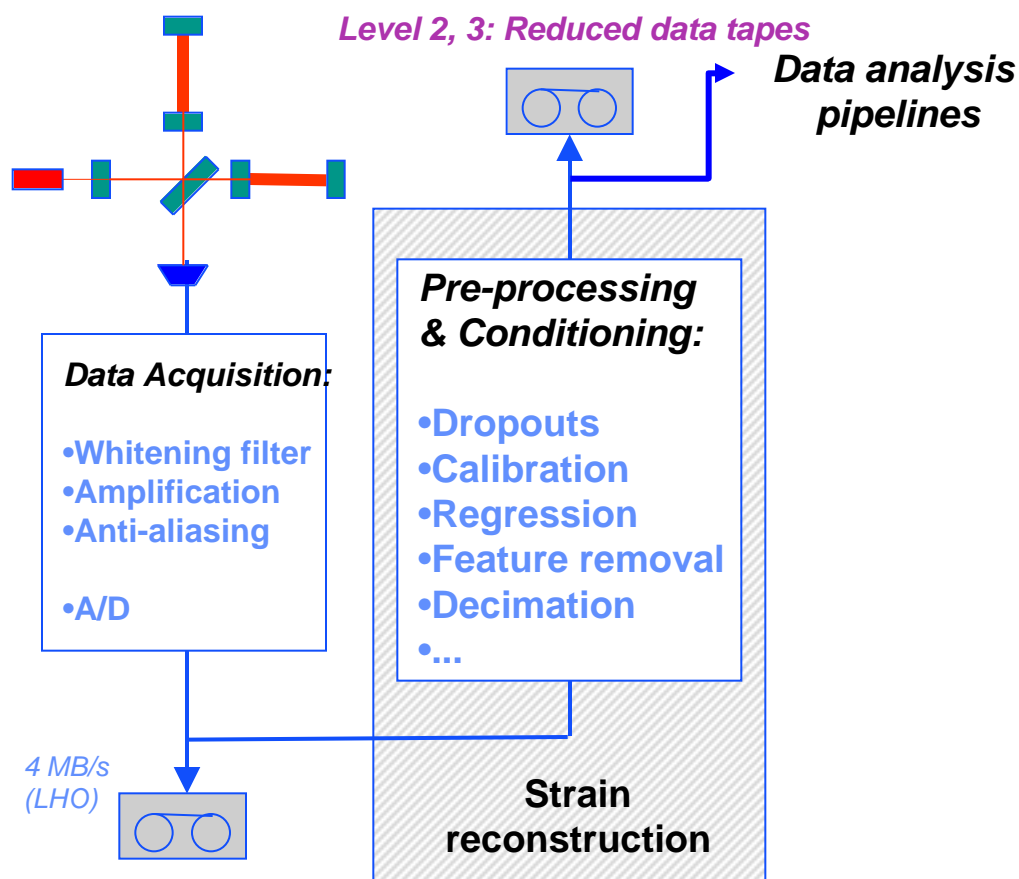 Level 2, 3: Reduced data tapes
Data analysis
pipelines
Data Acquisition:
•Whitening filter
•Amplification
•Anti-aliasing
•A/D
Pre-processing
& Conditioning:
•Dropouts
•Calibration
•Regression
•Feature removal
•Decimation
•...
4 MB/s
(LHO)
Strain
reconstruction